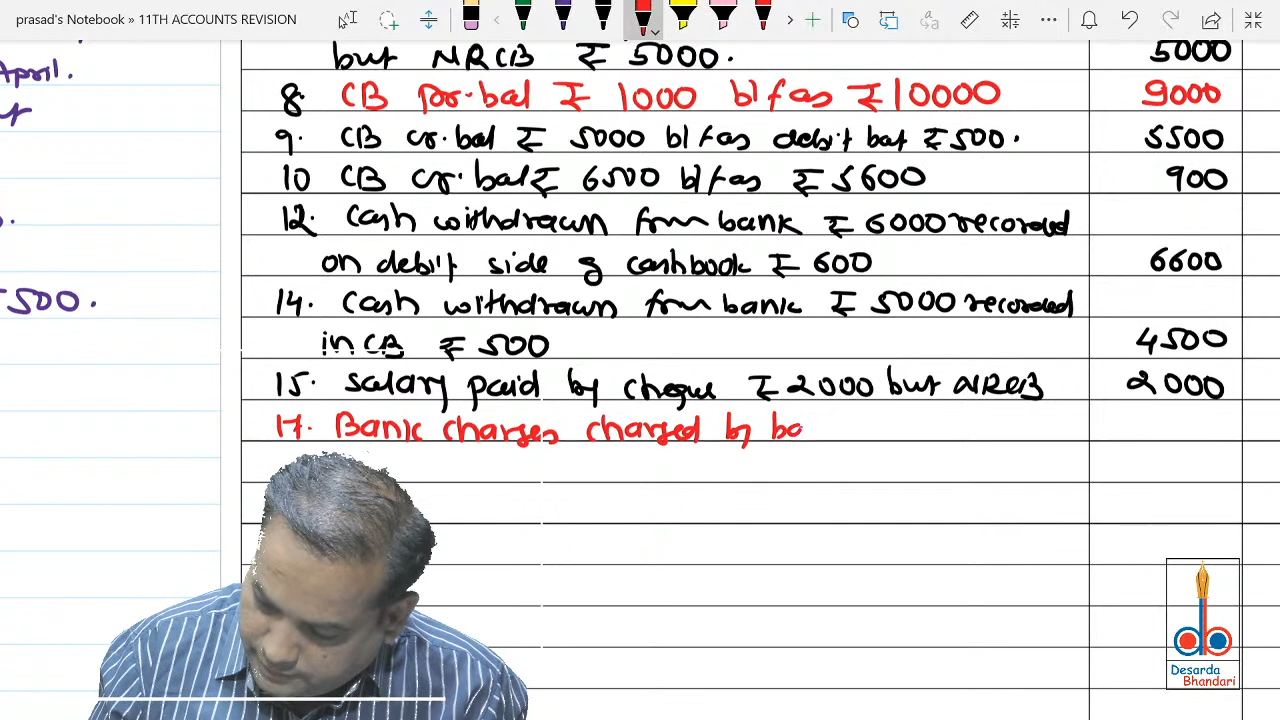 prasad's Notebook » 11TH ACCOUNTS REVISION
April.
but NRCB ₹ 5000. 5000
8. CB Dr. bal ₹ 1000 b/f as ₹ 10000 9000
9. CB cr. bal ₹ 5000 b/f as debit bal ₹ 500. 5500
10 CB cr. bal ₹ 6500 b/f as ₹ 5600 900
12. Cash withdrawn from bank ₹ 6000 recorded
on debit side of cashbook ₹ 600 6600
500.
14. Cash withdrawn from bank ₹ 5000 recorded
in CB ₹ 500 4500
15. Salary paid by cheque ₹ 2000 but NRCB 2000
17. Bank charges charged by ba
Desarda
Bhandari